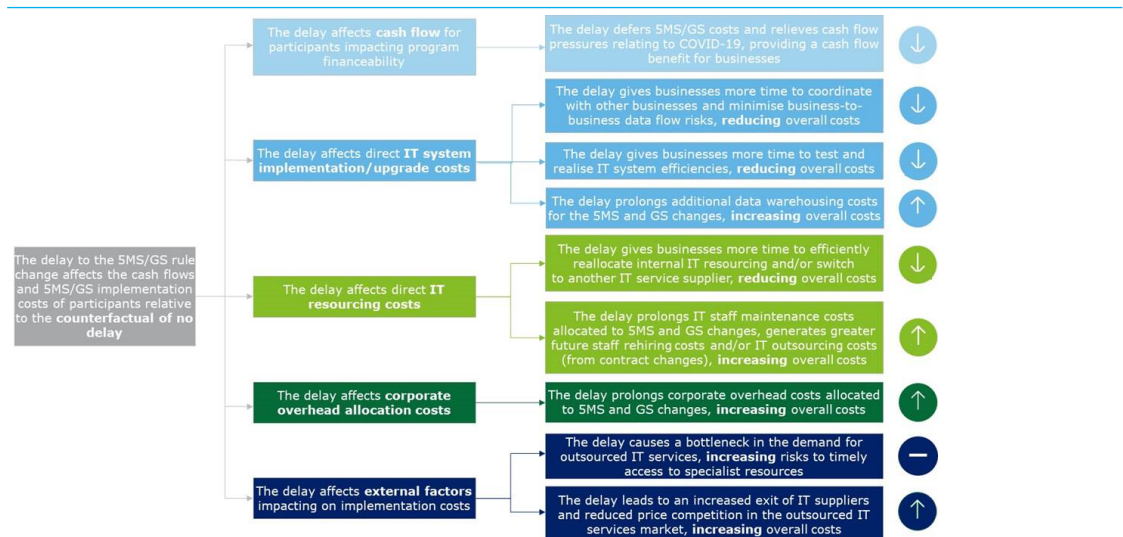 The delay to the 5MS/GS rule
change affects the cash flows
and 5MS/GS implementation
costs of participants relative
to the counterfactual of no
delay
The delay affects cash flow for
participants impacting program
financeability
The delay defers 5MS/GS costs and relieves cash flow
pressures relating to COVID-19, providing a cash flow
benefit for businesses
The delay affects direct IT system
implementation/upgrade costs
The delay gives businesses more time to coordinate
with other businesses and minimise business-to-
business data flow risks, reducing overall costs
The delay gives businesses more time to test and
realise IT system efficiencies, reducing overall costs
The delay prolongs additional data warehousing costs
for the 5MS and GS changes, increasing overall costs
The delay affects direct IT
resourcing costs
The delay gives businesses more time to efficiently
reallocate internal IT resourcing and/or switch
to another IT service supplier, reducing overall costs
The delay prolongs IT staff maintenance costs
allocated to 5MS and GS changes, generates greater
future staff rehiring costs and/or IT outsourcing costs
(from contract changes), increasing overall costs
The delay affects corporate
overhead allocation costs
The delay prolongs corporate overhead costs allocated
to 5MS and GS changes, increasing overall costs
The delay affects external factors
impacting on implementation costs
The delay causes a bottleneck in the demand for
outsourced IT services, increasing risks to timely
access to specialist resources
The delay leads to an increased exit of IT suppliers
and reduced price competition in the outsourced IT
services market, increasing overall costs